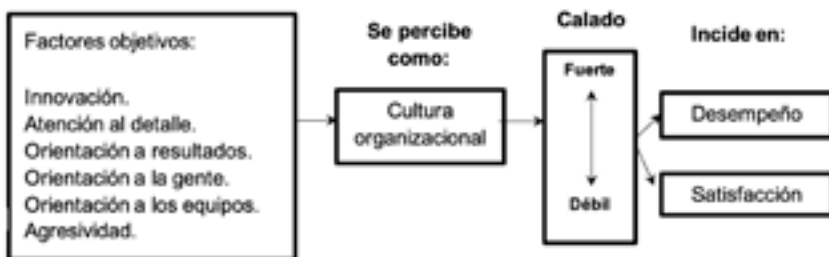 Factores objetivos:
Innovación.
Atención al detalle.
Orientación a resultados.
Orientación a la gente.
Orientación a los equipos.
Agresividad.
Se percibe
como:
Cultura
organizacional
Calado
Fuerte
Débil
Incide en:
Desempeño
Satisfacción